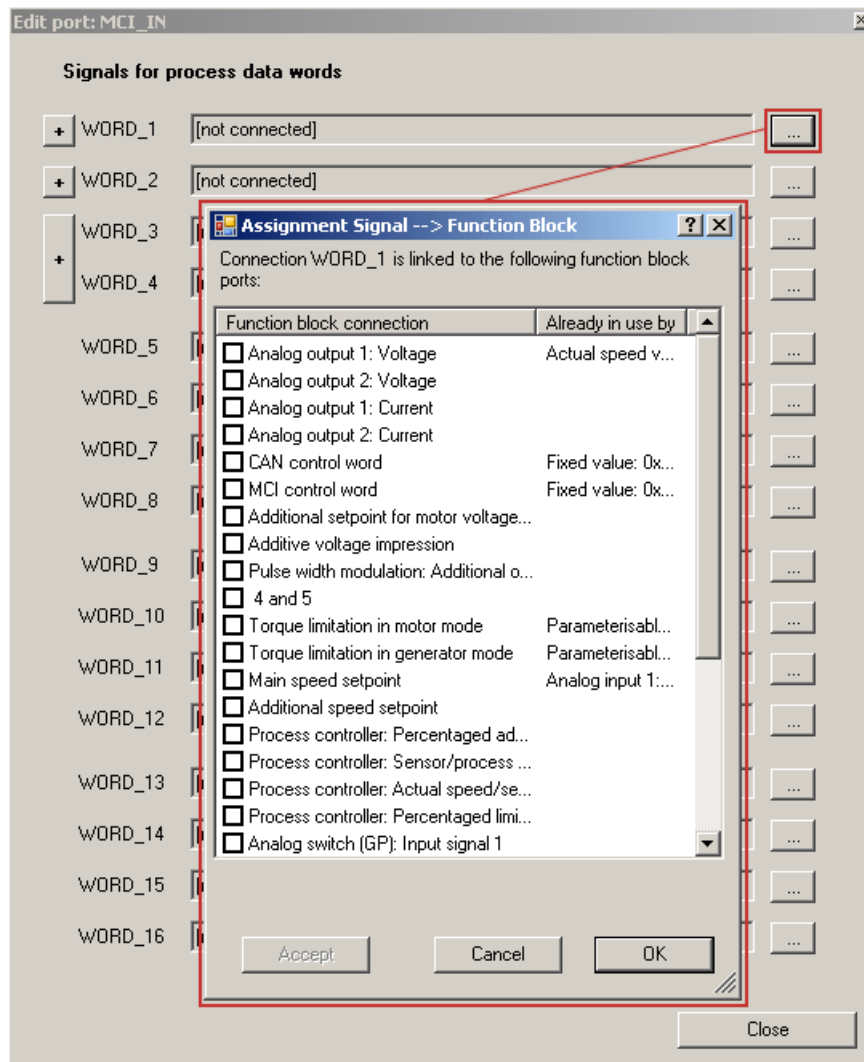 Edit port: MCI_IN
Signals for process data words
+ WORD_1 [not connected] ...
+ WORD_2 [not connected] ...
+
WORD_3 ...
WORD_4 ...
WORD_5 ...
WORD_6 ...
WORD_7 ...
WORD_8 ...
WORD_9 ...
WORD_10 ...
WORD_11 ...
WORD_12 ...
WORD_13 ...
WORD_14 ...
WORD_15 ...
WORD_16 ...
Assignment Signal --> Function Block
Connection WORD_1 is linked to the following function block
ports:
Function block connection Already in use by
Analog output 1: Voltage Actual speed v...
Analog output 2: Voltage
Analog output 1: Current
Analog output 2: Current
CAN control word Fixed value: 0x...
MCI control word Fixed value: 0x...
Additional setpoint for motor voltage...
Additive voltage impression
Pulse width modulation: Additional o...
4 and 5
Torque limitation in motor mode Parameterisabl...
Torque limitation in generator mode Parameterisabl...
Main speed setpoint Analog input 1:...
Additional speed setpoint
Process controller: Percentaged ad...
Process controller: Sensor/process ...
Process controller: Actual speed/se...
Process controller: Percentaged limi...
Analog switch (GP): Input signal 1
Accept Cancel OK
Close